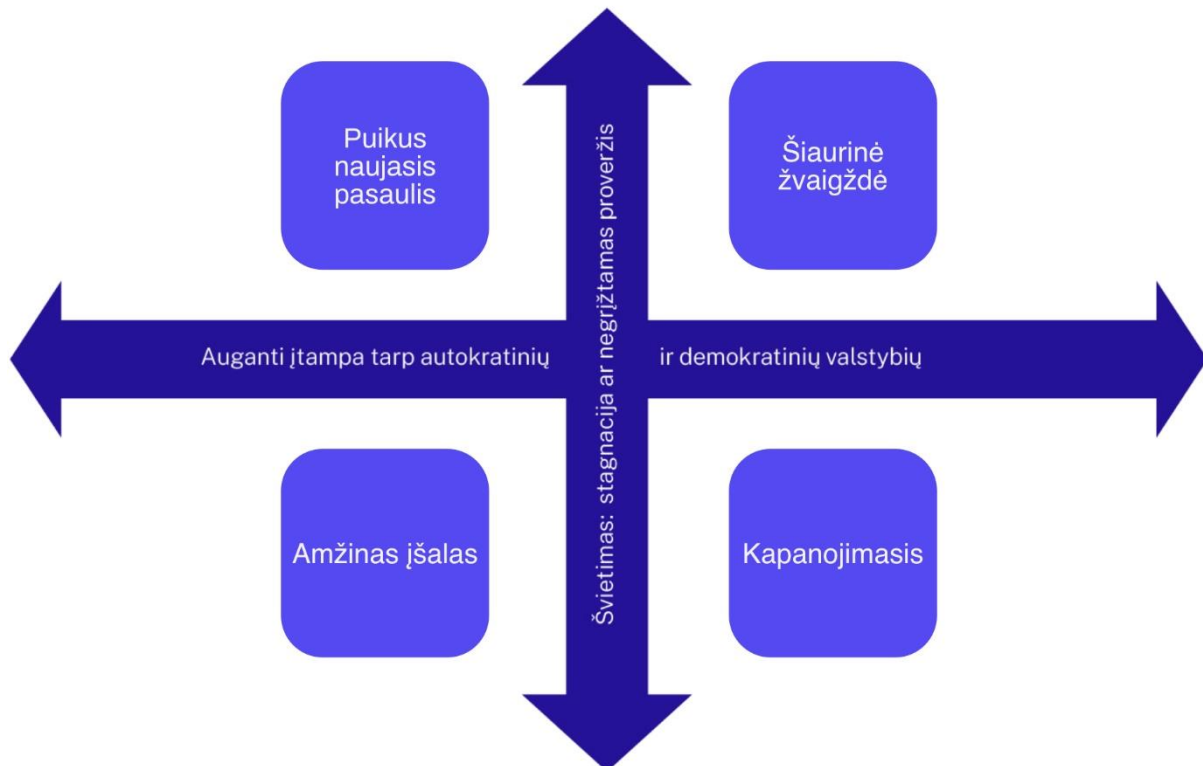 Puikus
naujasis
pasaulis
Šiaurinė
žvaigždė
Švietimas: stagnacija ar negrįžtamas proveržis
Auganti įtampa tarp autokratinių ir demokratinių valstybių
Amžinas įšalas
Kapanojimasis